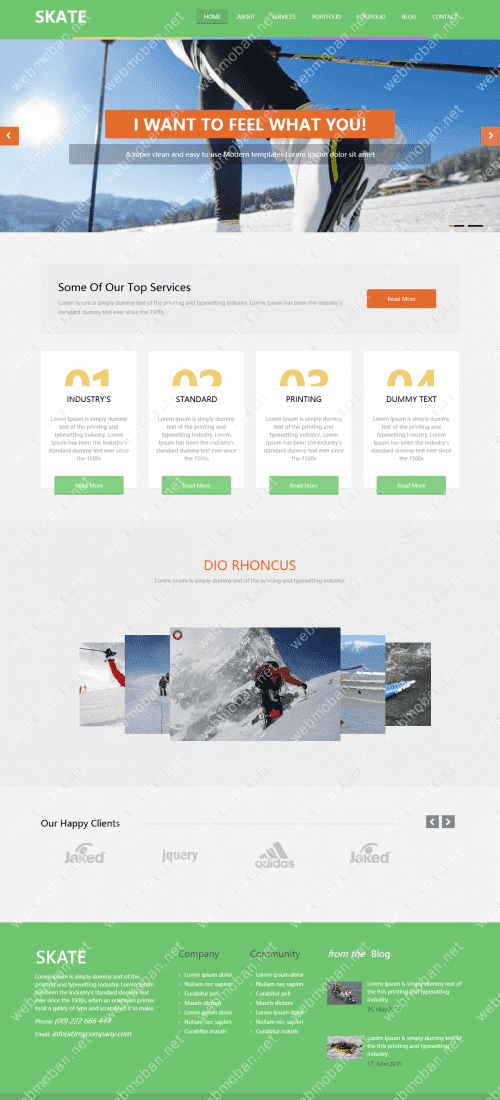 SKATE
HOME ABOUT SERVICES PORTFOLIO PORTFOLIO BLOG CONTACT
I WANT TO FEEL WHAT YOU!
A super clean and easy to use Modern templates Lorem ipsum dolor sit amet
Some Of Our Top Services
Lorem Ipsum is simply dummy text of the printing and typesetting industry. Lorem Ipsum has been the industry's
standard dummy text ever since the 1500s.
Read More
01 02 03 04
INDUSTRY'S STANDARD PRINTING DUMMY TEXT
Lorem Ipsum is simply dummy
text of the printing and
typesetting industry. Lorem
Ipsum has been the industry's
standard dummy text ever since
the 1500s
Lorem Ipsum is simply dummy
text of the printing and
typesetting industry. Lorem
Ipsum has been the industry's
standard dummy text ever since
the 1500s
Lorem Ipsum is simply dummy
text of the printing and
typesetting industry. Lorem
Ipsum has been the industry's
standard dummy text ever since
the 1500s
Lorem Ipsum is simply dummy
text of the printing and
typesetting industry. Lorem
Ipsum has been the industry's
standard dummy text ever since
the 1500s
Read More Read More Read More Read More
DIO RHONCUS
Lorem Ipsum is simply dummy text of the printing and typesetting industry.
Our Happy Clients
Jaked jquery adidas Jaked
SKATE
Lorem Ipsum is simply dummy text of the
printing and typesetting industry. Lorem
Ipsum has been the industry's standard dummy text
ever since the 1500s, when an unknown printer
took a galley of type and scrambled it to make.
Phone: (00) 222 666 444
Email: info(at)mycompany.com
Company
Lorem ipsum dolor
Nullam nec sapien
Curabitur pell
Mauris dictum
Lorem ipsum dolor
Nullam nec sapien
Curabitur mauris
Community
Lorem ipsum dolor
Nullam nec sapien
Curabitur pell
Mauris dictum
Lorem ipsum dolor
Nullam nec sapien
Curabitur mauris
from the Blog
Lorem Ipsum is simply dummy text of
the this printing and typesetting
industry.
26, May
Lorem Ipsum is simply dummy text of
the this printing and typesetting
industry.
17, June 2015
webmoban.net